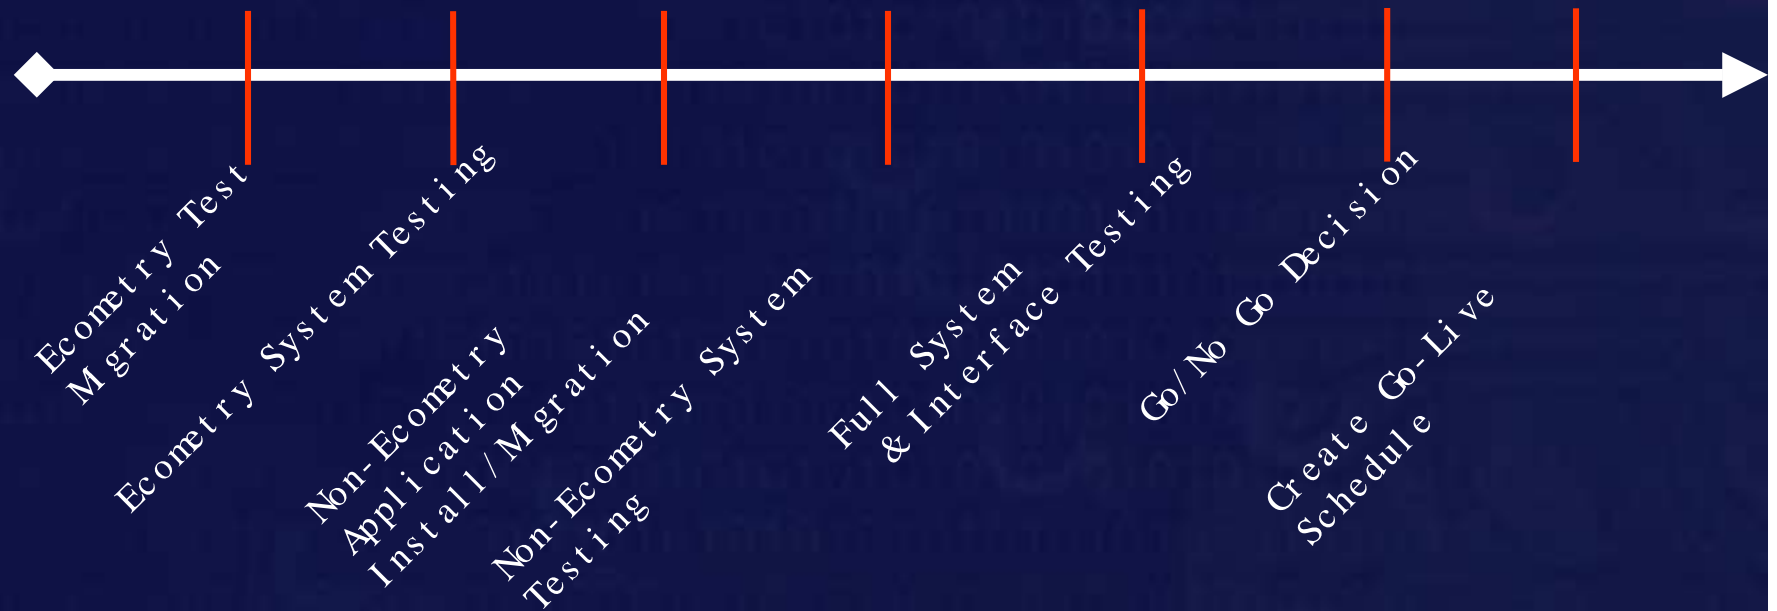 Ecometry Test
Migration
Ecometry System Testing
Non-Ecometry
Application
Install/Migration
Non-Ecometry System
Testing
Full System
& Interface Testing
Go/No Go Decision
Create Go-Live
Schedule